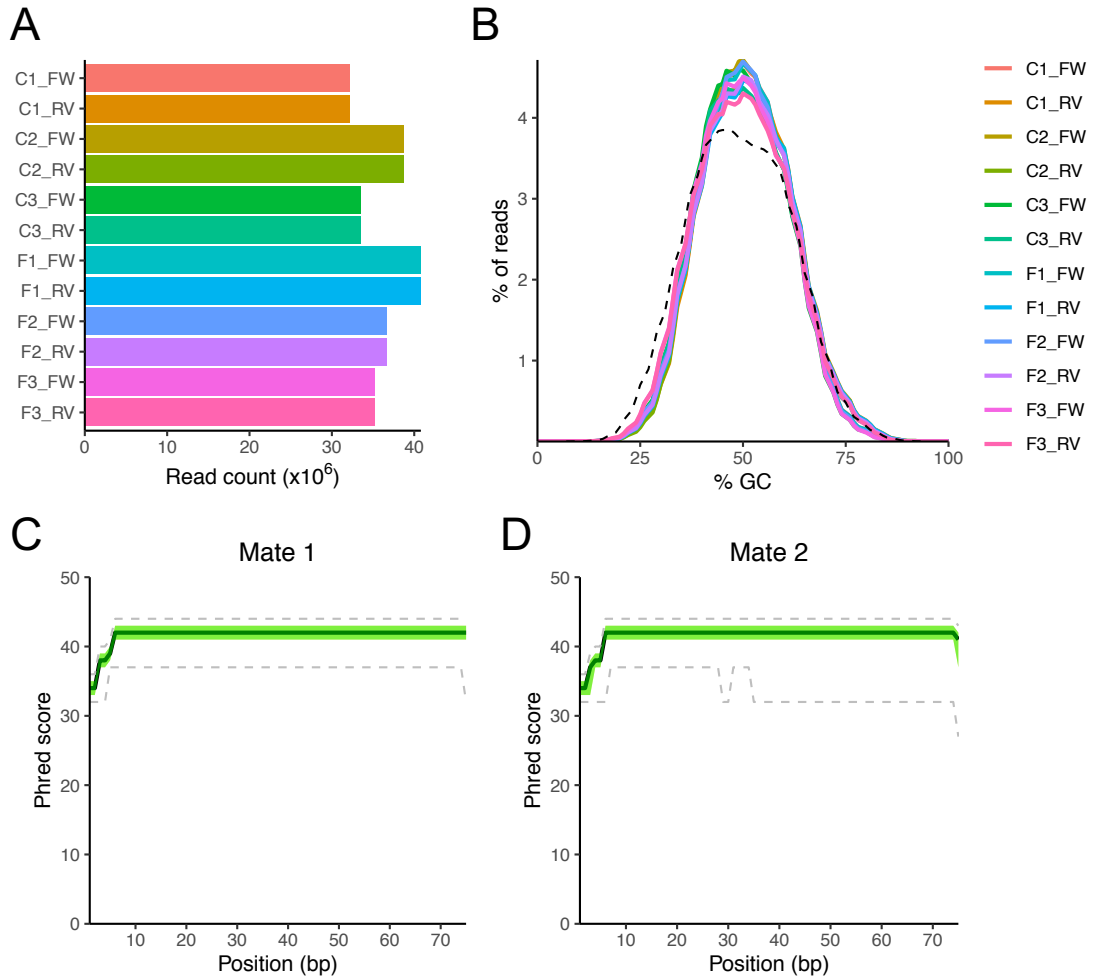 A
C1_FW
C1_RV
C2_FW
C2_RV
C3_FW
C3_RV
F1_FW
F1_RV
F2_FW
F2_RV
F3_FW
F3_RV
0 10 20 30 40
Read count (x10⁶)
B
% of reads
4
3
2
1
0 25 50 75 100
% GC
C1_FW
C1_RV
C2_FW
C2_RV
C3_FW
C3_RV
F1_FW
F1_RV
F2_FW
F2_RV
F3_FW
F3_RV
C
Mate 1
Phred score
50
40
30
20
10
0
10 20 30 40 50 60 70
Position (bp)
D
Mate 2
Phred score
50
40
30
20
10
0
10 20 30 40 50 60 70
Position (bp)